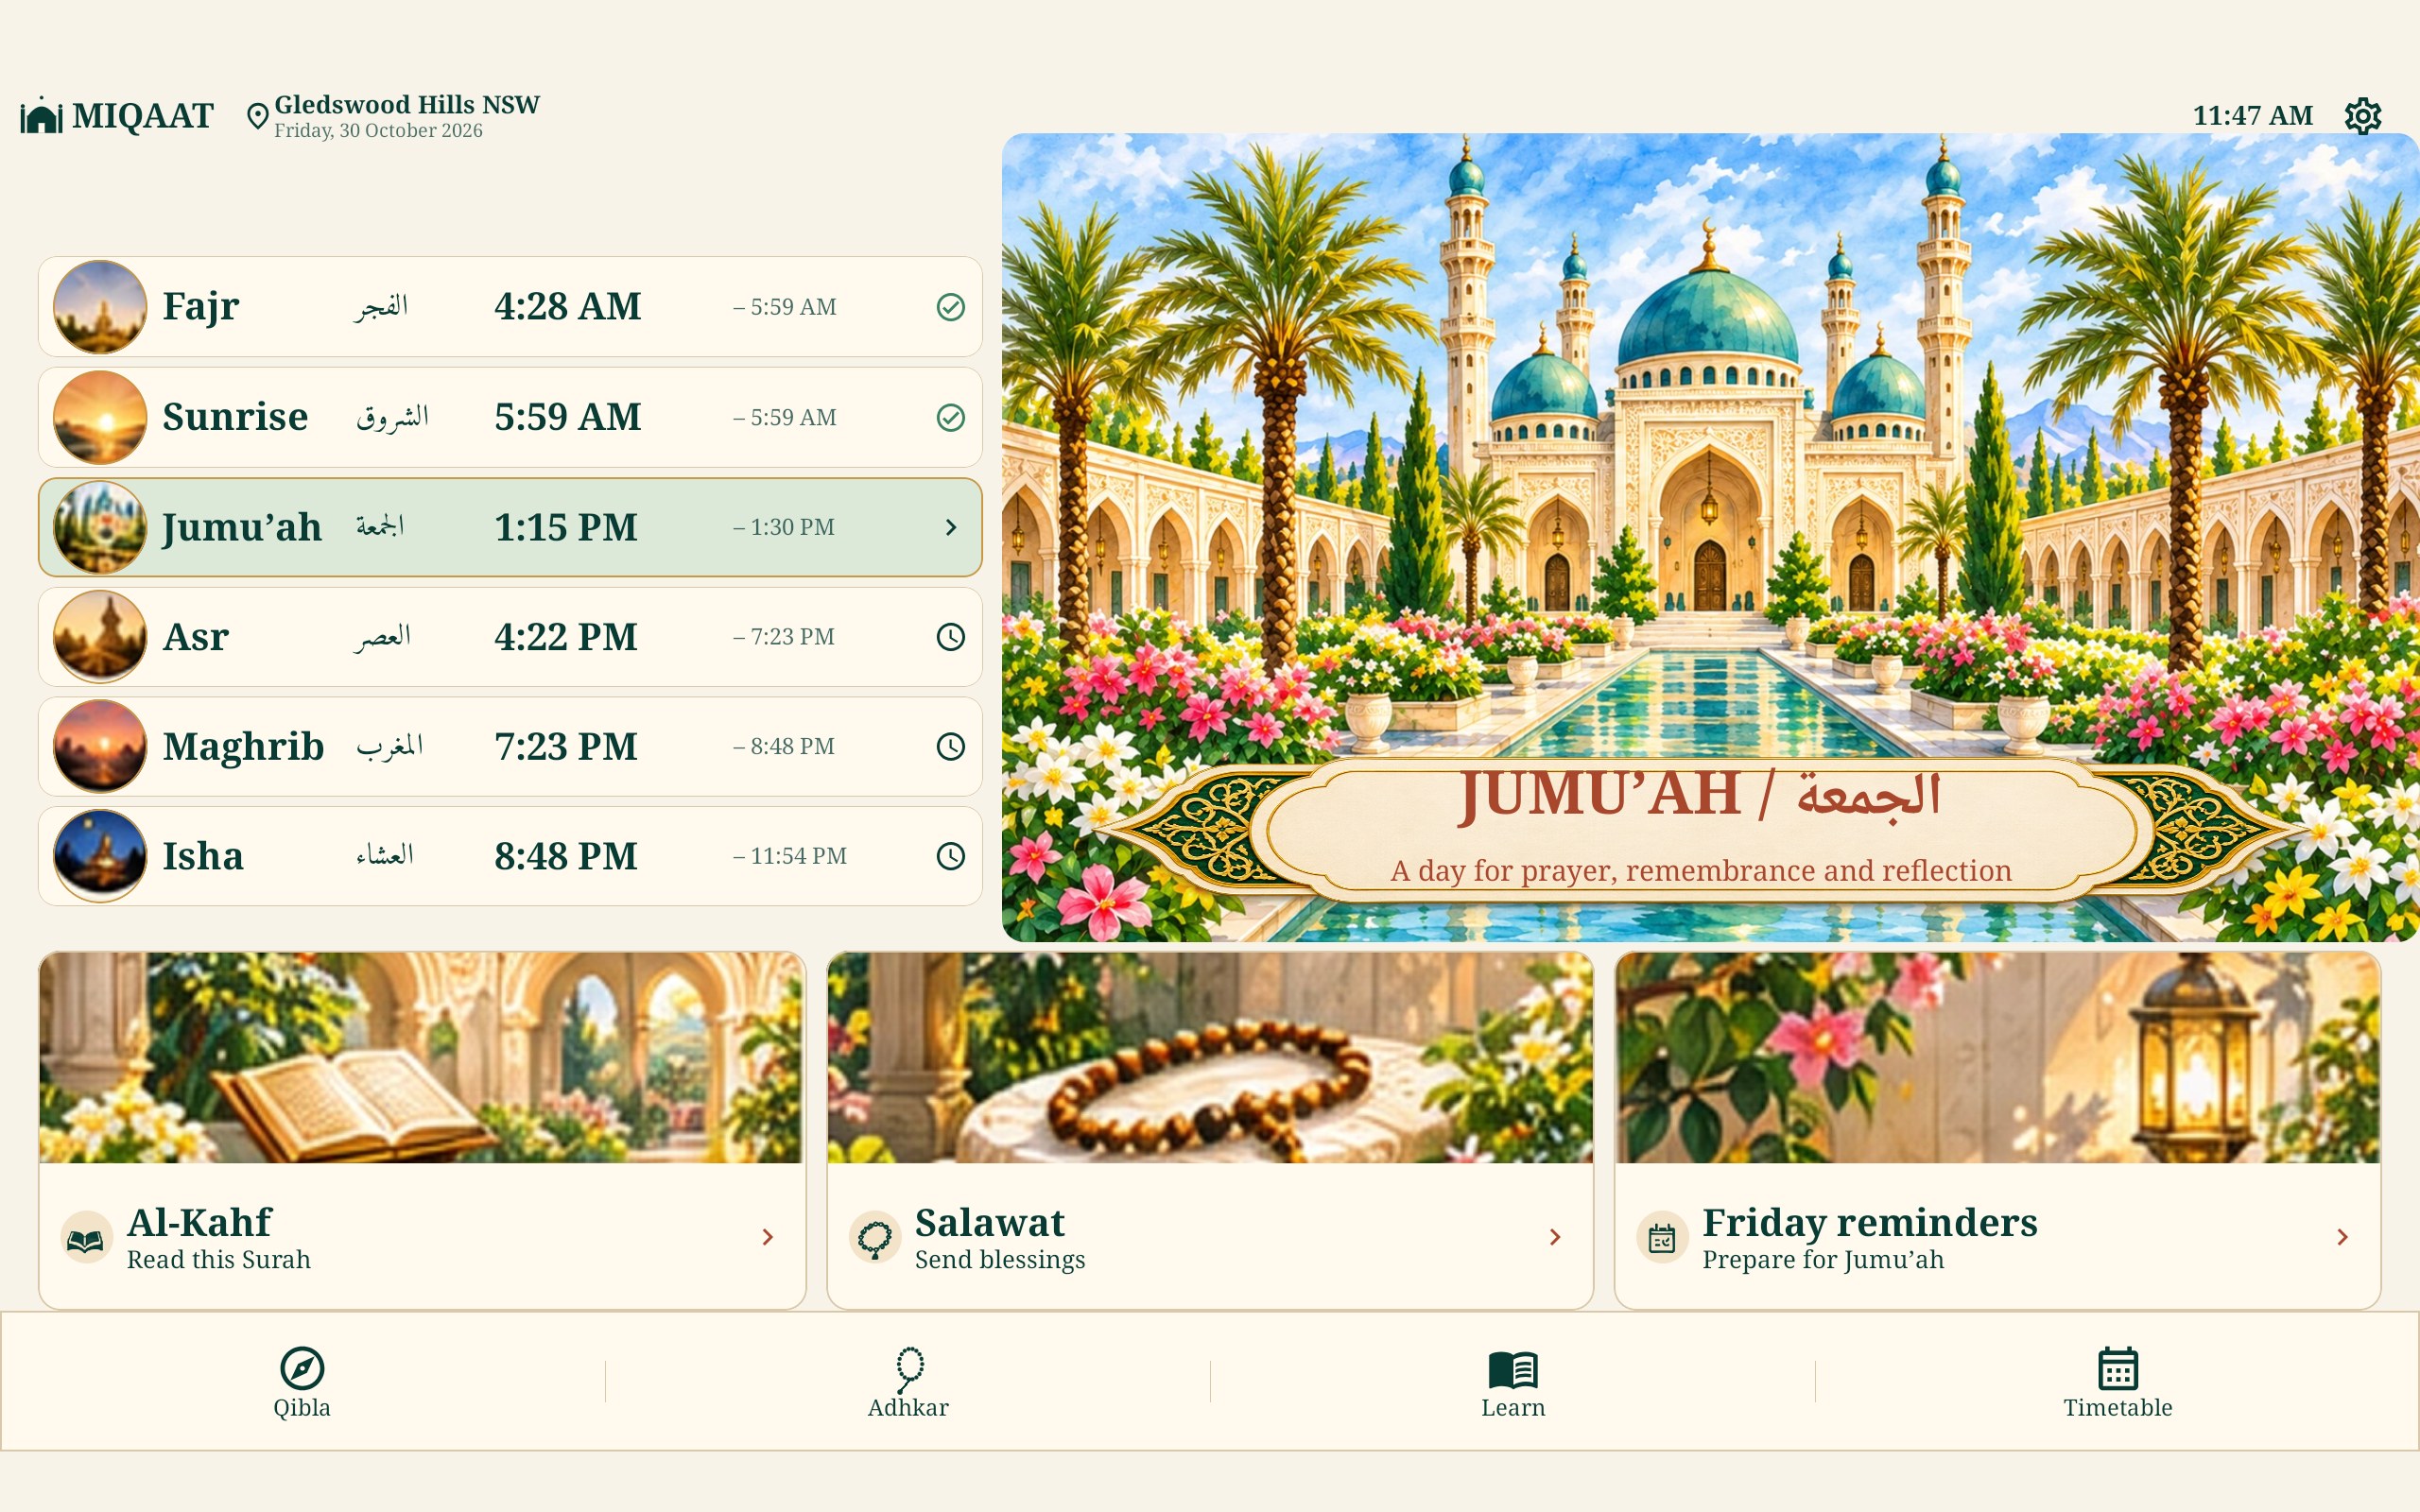 MIQAAT
Gledswood Hills NSW
Friday, 30 October 2026
11:47 AM
Fajr الفجر 4:28 AM – 5:59 AM
Sunrise الشروق 5:59 AM – 5:59 AM
Jumu’ah الجمعة 1:15 PM – 1:30 PM
Asr العصر 4:22 PM – 7:23 PM
Maghrib المغرب 7:23 PM – 8:48 PM
Isha العشاء 8:48 PM – 11:54 PM
JUMU’AH / الجمعة
A day for prayer, remembrance and reflection
Al-Kahf
Read this Surah
Salawat
Send blessings
Friday reminders
Prepare for Jumu’ah
Qibla
Adhkar
Learn
Timetable